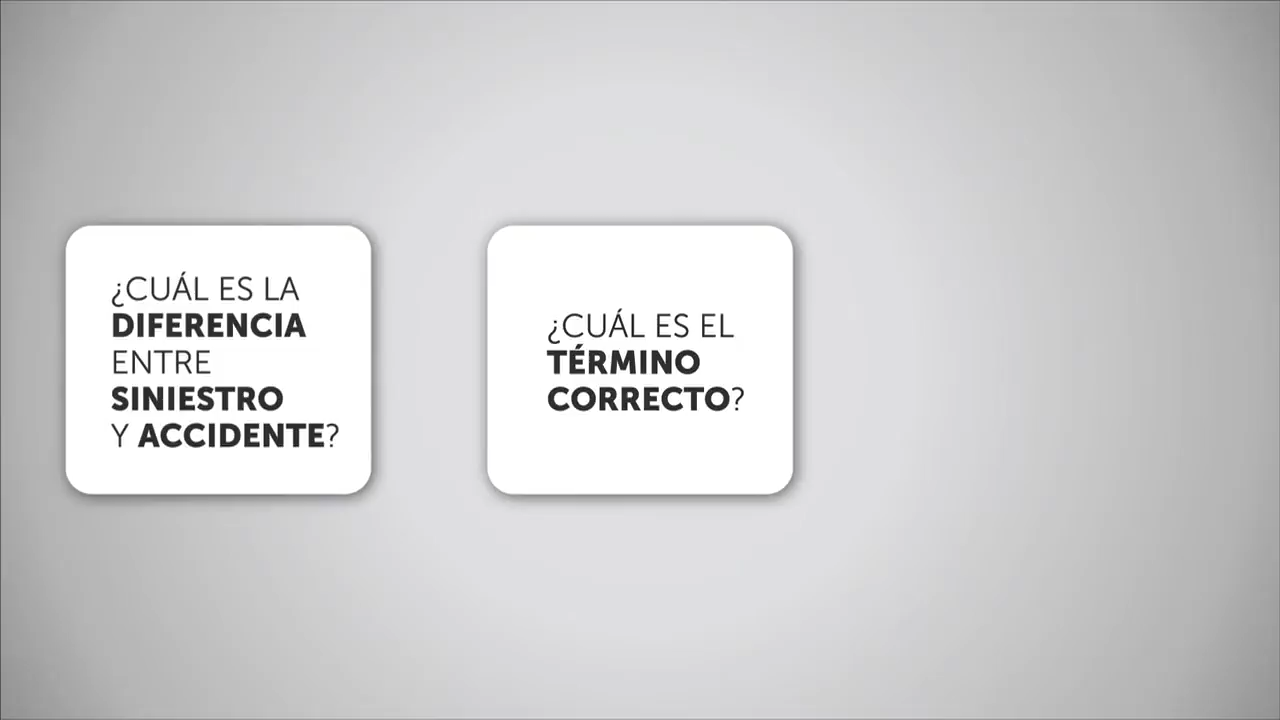 ¿CUÁL ES LA
DIFERENCIA
ENTRE
SINIESTRO
Y ACCIDENTE?
¿CUÁL ES EL
TÉRMINO
CORRECTO?